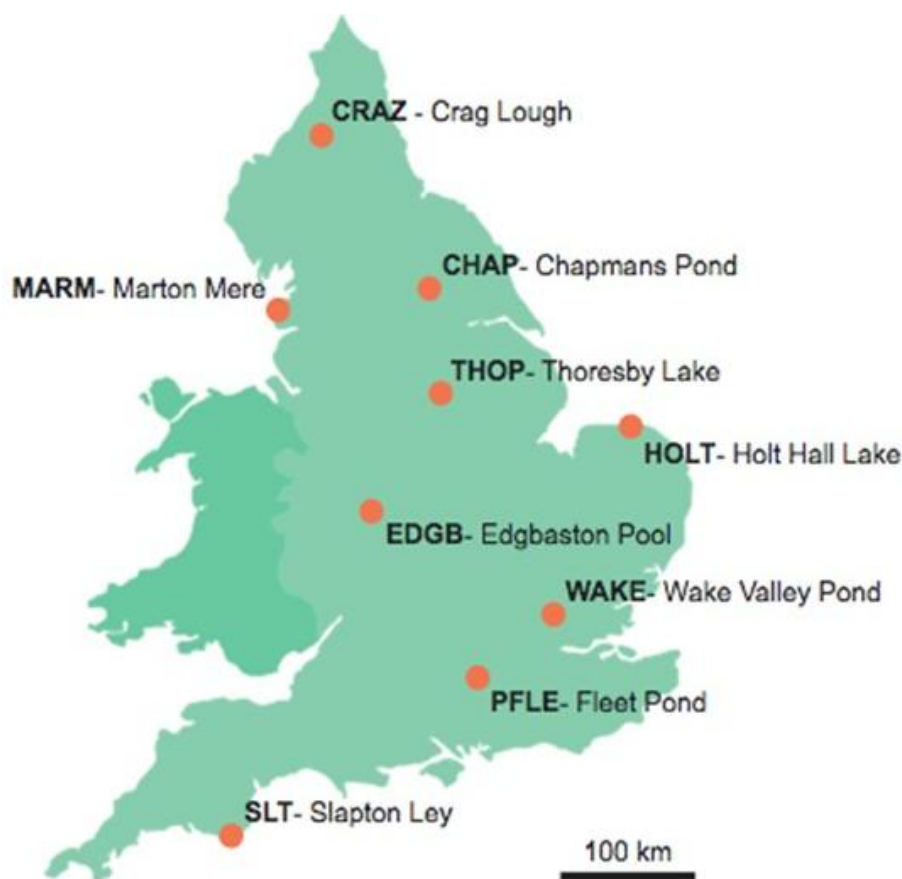 CRAZ - Crag Lough
CHAP- Chapmans Pond
MARM- Marton Mere
THOP- Thoresby Lake
HOLT- Holt Hall Lake
EDGB- Edgbaston Pool
WAKE- Wake Valley Pond
PFLE- Fleet Pond
SLT- Slapton Ley
100 km